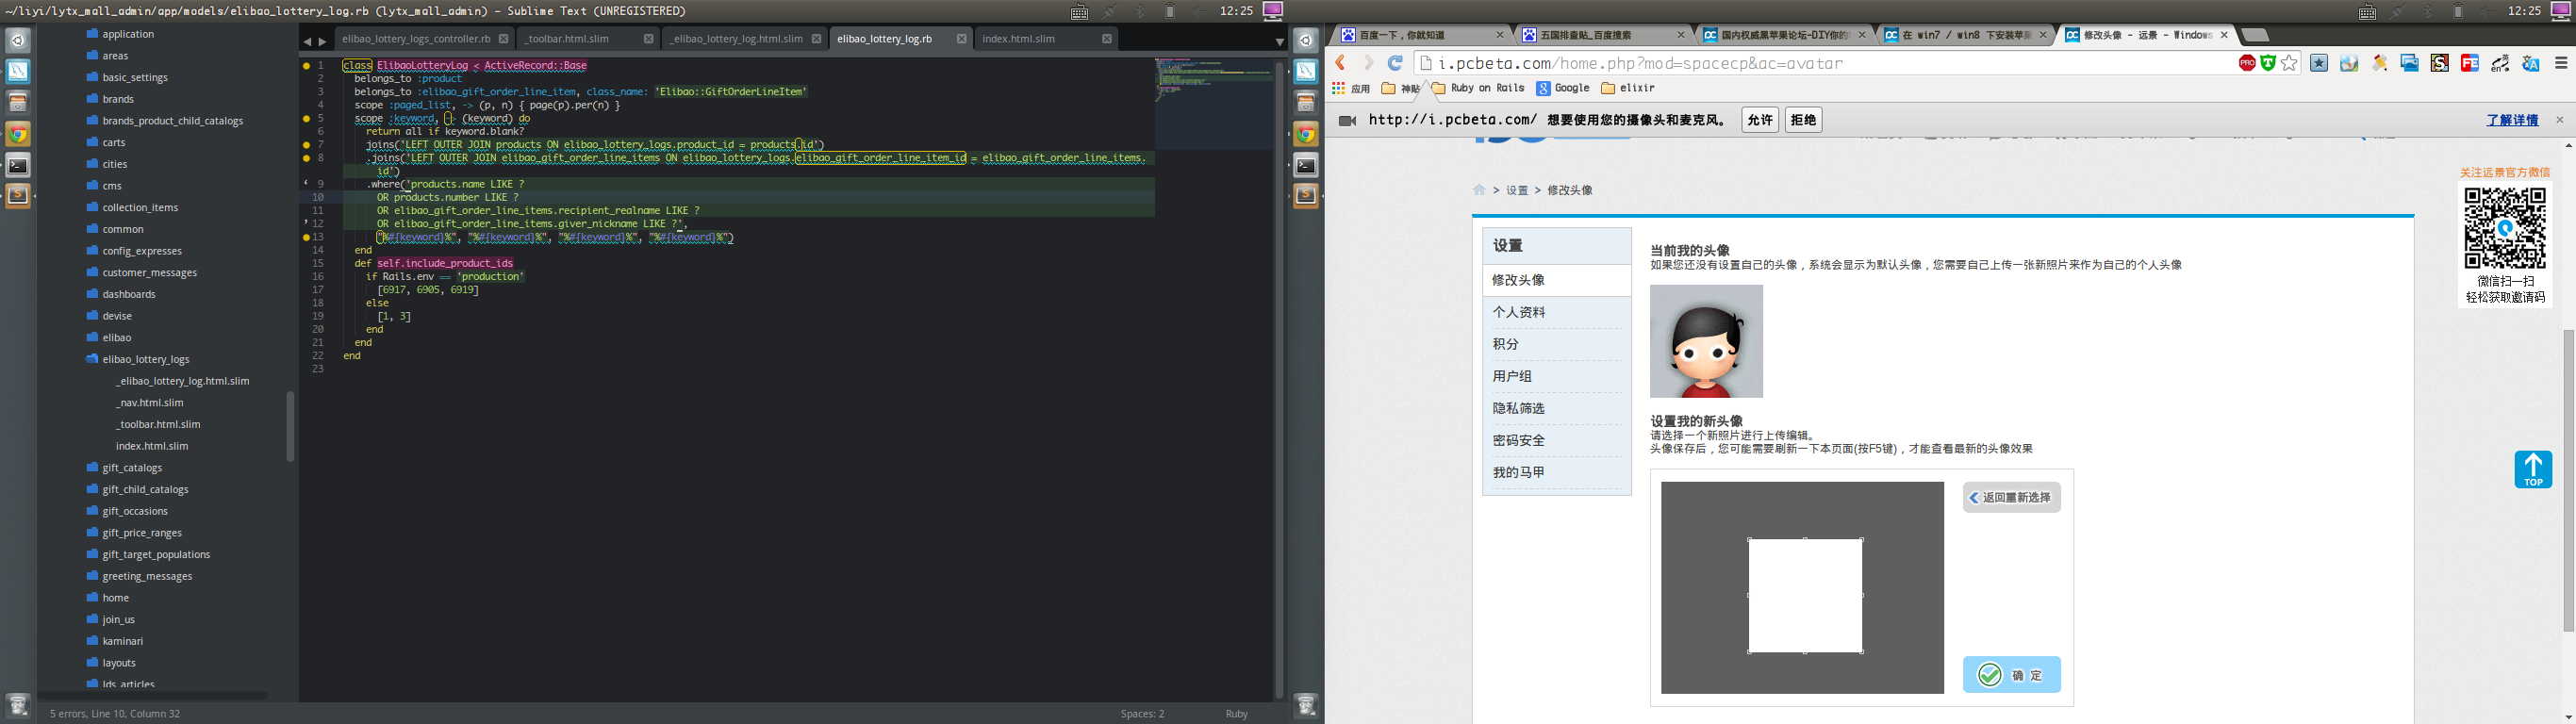 ~/liyi/lytx_mall_admin/app/models/elibao_lottery_log.rb (lytx_mall_admin) - Sublime Text (UNREGISTERED)
12:25
application
areas
basic_settings
brands
brands_product_child_catalogs
carts
cities
cms
collection_items
common
config_expresses
customer_messages
dashboards
devise
elibao
elibao_lottery_logs
_elibao_lottery_log.html.slim
_nav.html.slim
_toolbar.html.slim
index.html.slim
gift_catalogs
gift_child_catalogs
gift_occasions
gift_price_ranges
gift_target_populations
greeting_messages
home
join_us
kaminari
layouts
lds_articles
elibao_lottery_logs_controller.rb
_toolbar.html.slim
_elibao_lottery_log.html.slim
elibao_lottery_log.rb
index.html.slim
1 class ElibaoLotteryLog < ActiveRecord::Base
2 belongs_to :product
3 belongs_to :elibao_gift_order_line_item, class_name: 'Elibao::GiftOrderLineItem'
4 scope :paged_list, -> (p, n) { page(p).per(n) }
5 scope :keyword, -> (keyword) do
6 return all if keyword.blank?
7 joins('LEFT OUTER JOIN products ON elibao_lottery_logs.product_id = products.id')
8 .joins('LEFT OUTER JOIN elibao_gift_order_line_items ON elibao_lottery_logs.elibao_gift_order_line_item_id = elibao_gift_order_line_items.
id')
9 .where('products.name LIKE ?
10 OR products.number LIKE ?
11 OR elibao_gift_order_line_items.recipient_realname LIKE ?
12 OR elibao_gift_order_line_items.giver_nickname LIKE ?',
13 "%#{keyword}%", "%#{keyword}%", "%#{keyword}%", "%#{keyword}%")
14 end
15 def self.include_product_ids
16 if Rails.env == 'production'
17 [6917, 6905, 6919]
18 else
19 [1, 3]
20 end
21 end
22 end
23
5 errors, Line 10, Column 32
Spaces: 2
Ruby
12:25
百度一下，你就知道
五国排查贴_百度搜索
国内权威黑苹果论坛-DIY你的
在 win7 / win8 下安装苹果
修改头像 - 远景 - Windows
i.pcbeta.com/home.php?mod=spacecp&ac=avatar
应用
神贴
Ruby on Rails
Google
elixir
http://i.pcbeta.com/ 想要使用您的摄像头和麦克风。
允许
拒绝
了解详情
> 设置 > 修改头像
设置
修改头像
个人资料
积分
用户组
隐私筛选
密码安全
我的马甲
当前我的头像
如果您还没有设置自己的头像，系统会显示为默认头像，您需要自己上传一张新照片来作为自己的个人头像
设置我的新头像
请选择一个新照片进行上传编辑。
头像保存后，您可能需要刷新一下本页面(按F5键)，才能查看最新的头像效果
返回重新选择
确 定
关注远景官方微信
微信扫一扫
轻松获取邀请码
TOP